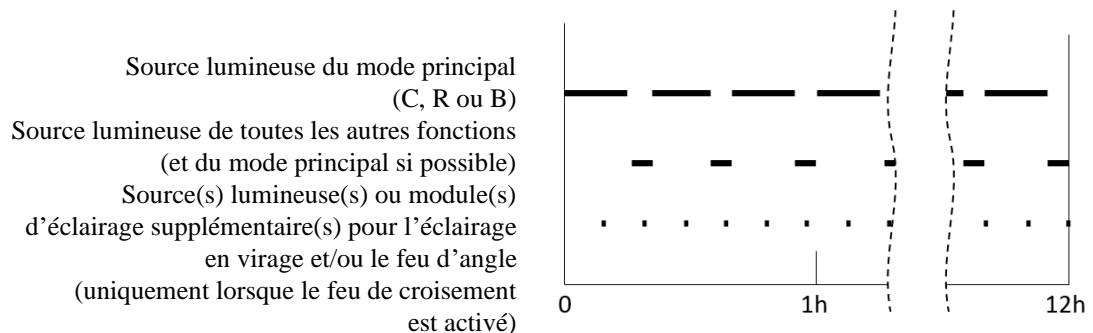 Source lumineuse du mode principal
(C, R ou B)
Source lumineuse de toutes les autres fonctions
(et du mode principal si possible)
Source(s) lumineuse(s) ou module(s)
d’éclairage supplémentaire(s) pour l’éclairage
en virage et/ou le feu d’angle
(uniquement lorsque le feu de croisement
est activé)
0 1h 12h